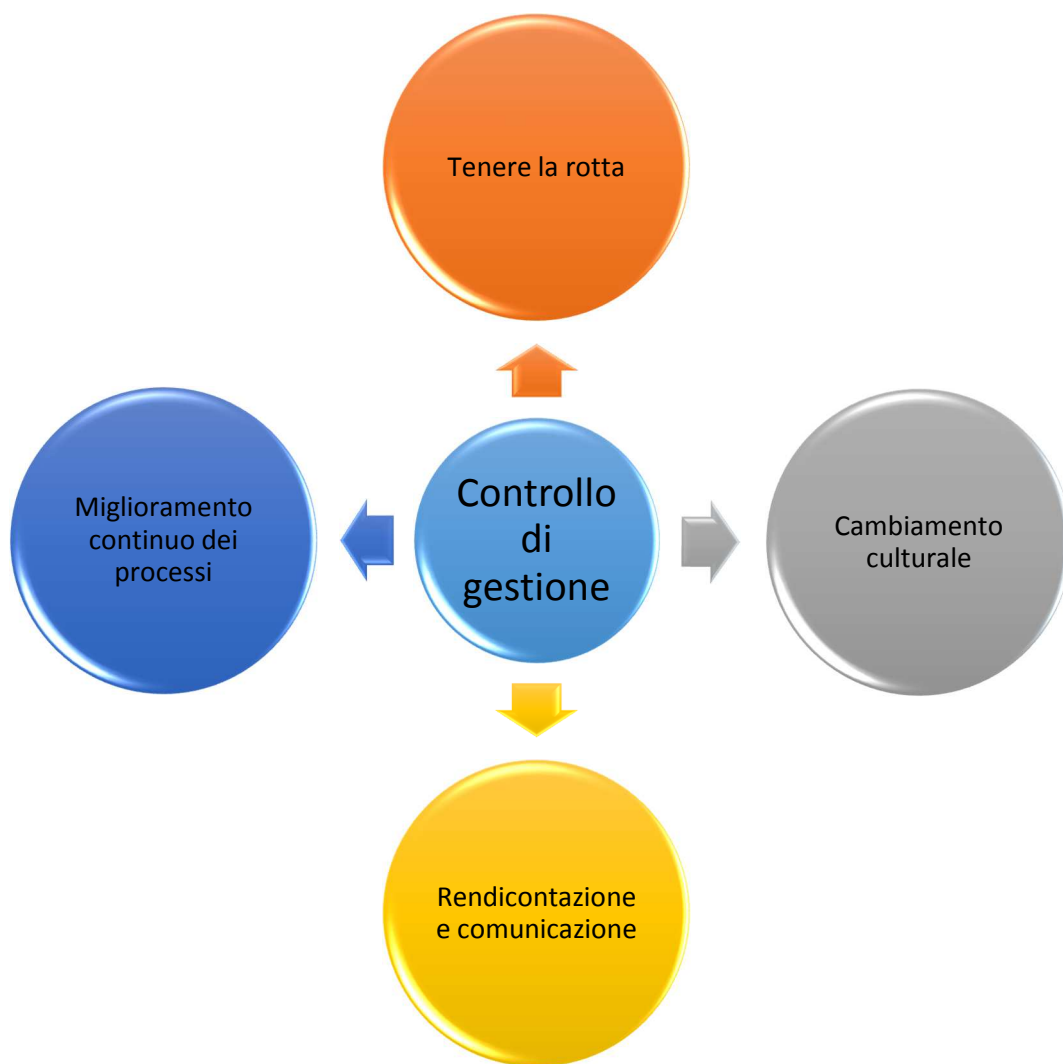 Tenere la rotta
Miglioramento
continuo dei
processi
Controllo
di
gestione
Cambiamento
culturale
Rendicontazione
e comunicazione